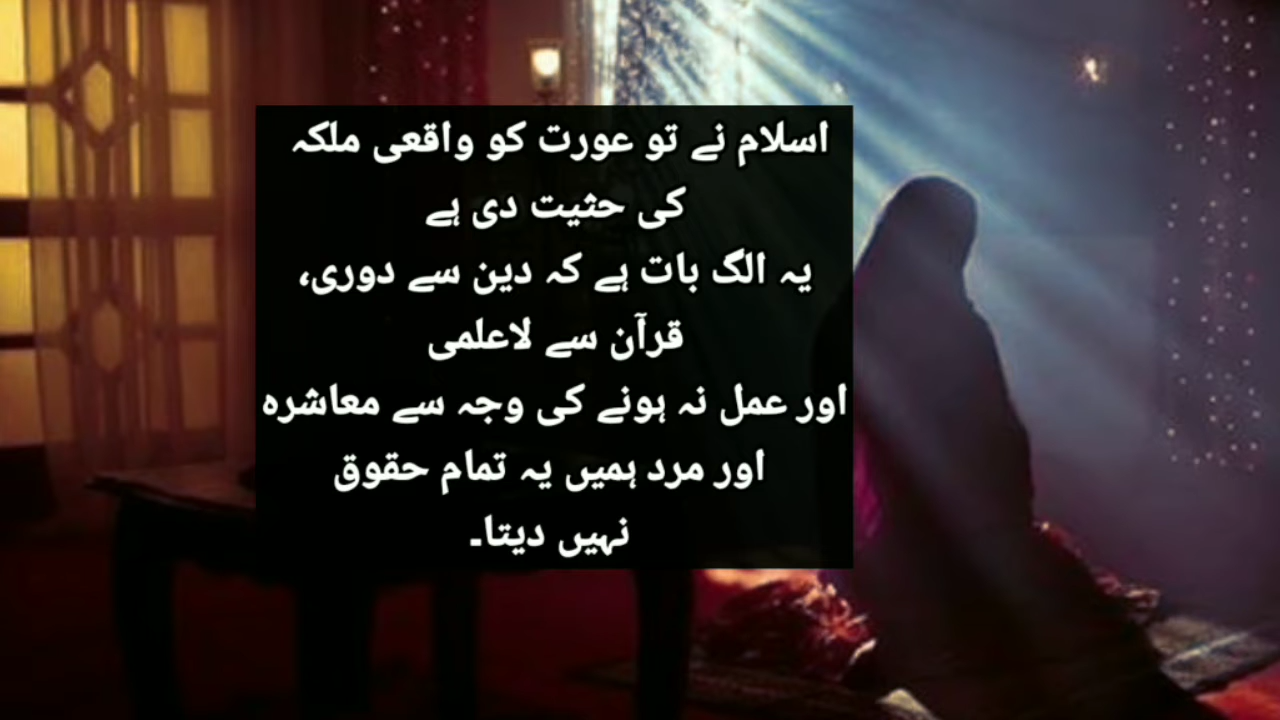 اسلام نے تو عورت کو واقعی ملکہ
کی حثیت دی ہے
یہ الگ بات ہے کہ دین سے دوری،
قرآن سے لاعلمی
اور عمل نہ ہونے کی وجہ سے معاشرہ
اور مرد ہمیں یہ تمام حقوق
نہیں دیتا۔